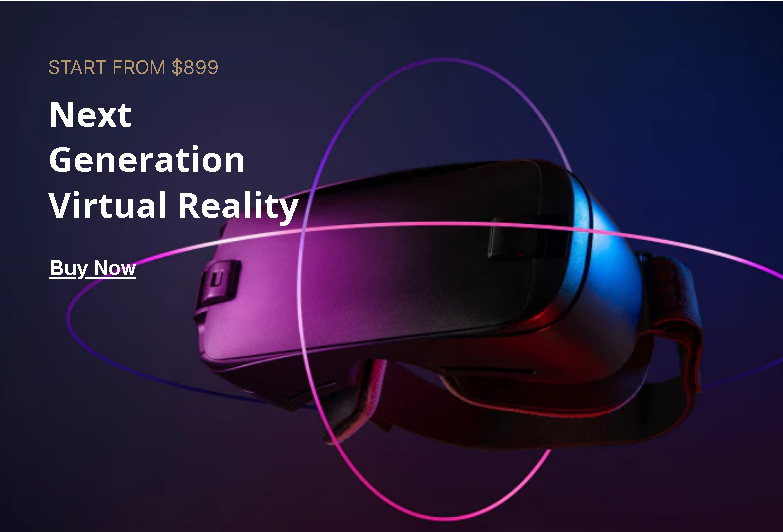 START FROM $899
Next
Generation
Virtual Reality
Buy Now